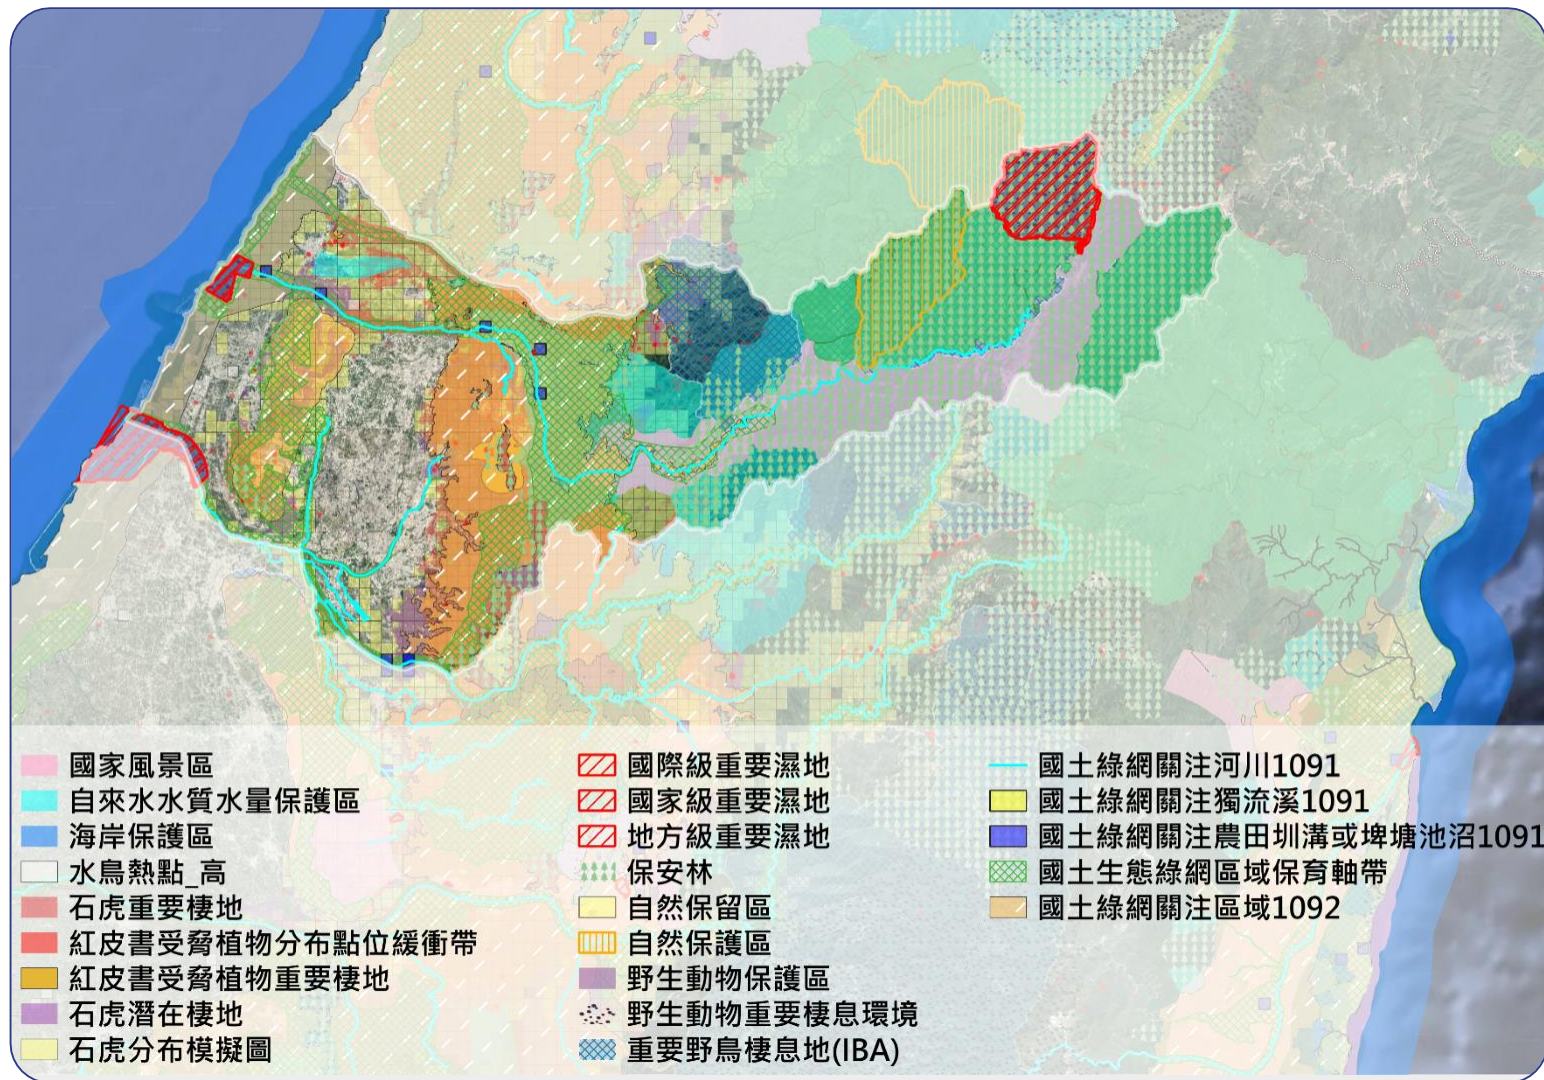 國家風景區
自來水水質水量保護區
海岸保護區
水鳥熱點_高
石虎重要棲地
紅皮書受脅植物分布點位緩衝帶
紅皮書受脅植物重要棲地
石虎潛在棲地
石虎分布模擬圖
國際級重要濕地
國家級重要濕地
地方級重要濕地
保安林
自然保留區
自然保護區
野生動物保護區
野生動物重要棲息環境
重要野鳥棲息地(IBA)
國土綠網關注河川1091
國土綠網關注獨流溪1091
國土綠網關注農田圳溝或埤塘池沼1091
國土生態綠網區域保育軸帶
國土綠網關注區域1092